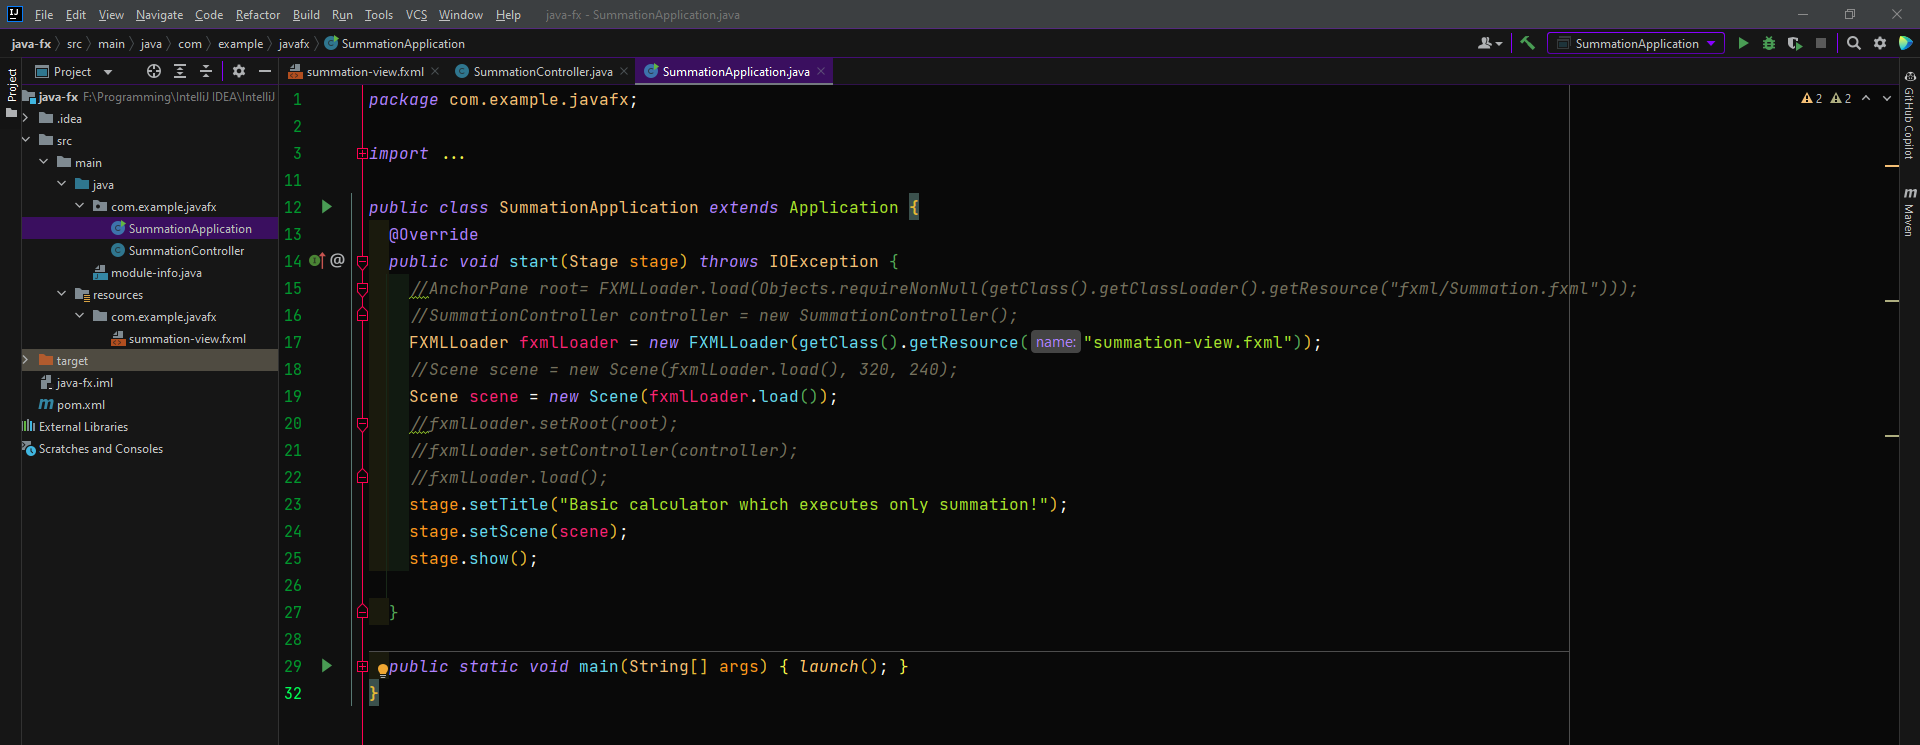 File Edit View Navigate Code Refactor Build Run Tools VCS Window Help java-fx - SummationApplication.java
java-fx src main java com example javafx SummationApplication
SummationApplication
Project
Project
summation-view.fxml
SummationController.java
SummationApplication.java
java-fx F:\Programming\IntelliJ IDEA\IntelliJ
.idea
src
main
java
com.example.javafx
SummationApplication
SummationController
module-info.java
resources
com.example.javafx
summation-view.fxml
target
java-fx.iml
pom.xml
External Libraries
Scratches and Consoles
1 package com.example.javafx;
2
3 import ...
11
12 public class SummationApplication extends Application {
13 @Override
14 public void start(Stage stage) throws IOException {
15 //AnchorPane root= FXMLLoader.load(Objects.requireNonNull(getClass().getClassLoader().getResource("fxml/Summation.fxml")));
16 //SummationController controller = new SummationController();
17 FXMLLoader fxmlLoader = new FXMLLoader(getClass().getResource( name: "summation-view.fxml"));
18 //Scene scene = new Scene(fxmlLoader.load(), 320, 240);
19 Scene scene = new Scene(fxmlLoader.load());
20 //fxmlLoader.setRoot(root);
21 //fxmlLoader.setController(controller);
22 //fxmlLoader.load();
23 stage.setTitle("Basic calculator which executes only summation!");
24 stage.setScene(scene);
25 stage.show();
26
27 }
28
29 public static void main(String[] args) { launch(); }
32 }
2 2
GitHub Copilot
Maven